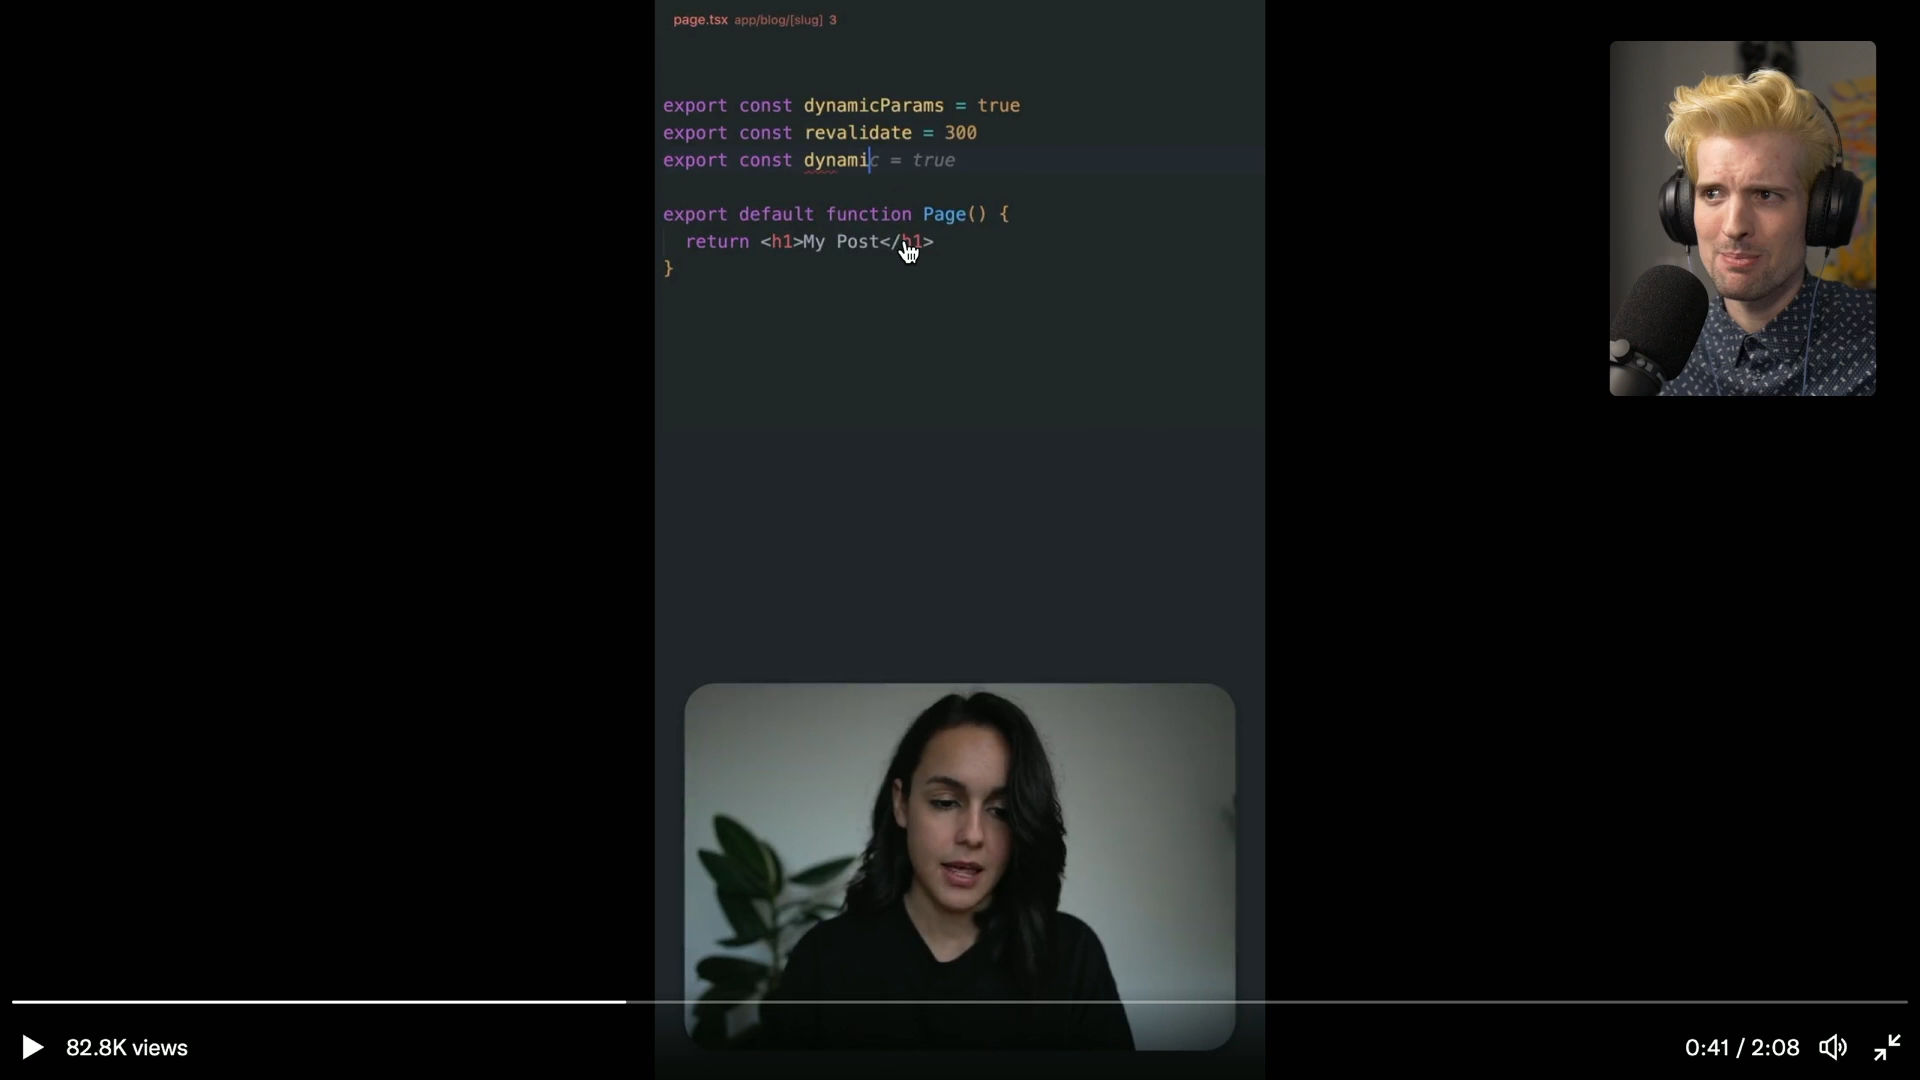 page.tsx app/blog/[slug] 3
export const dynamicParams = true
export const revalidate = 300
export const dynamic = true
export default function Page() {
return <h1>My Post</h1>
}
82.8K views
0:41 / 2:08